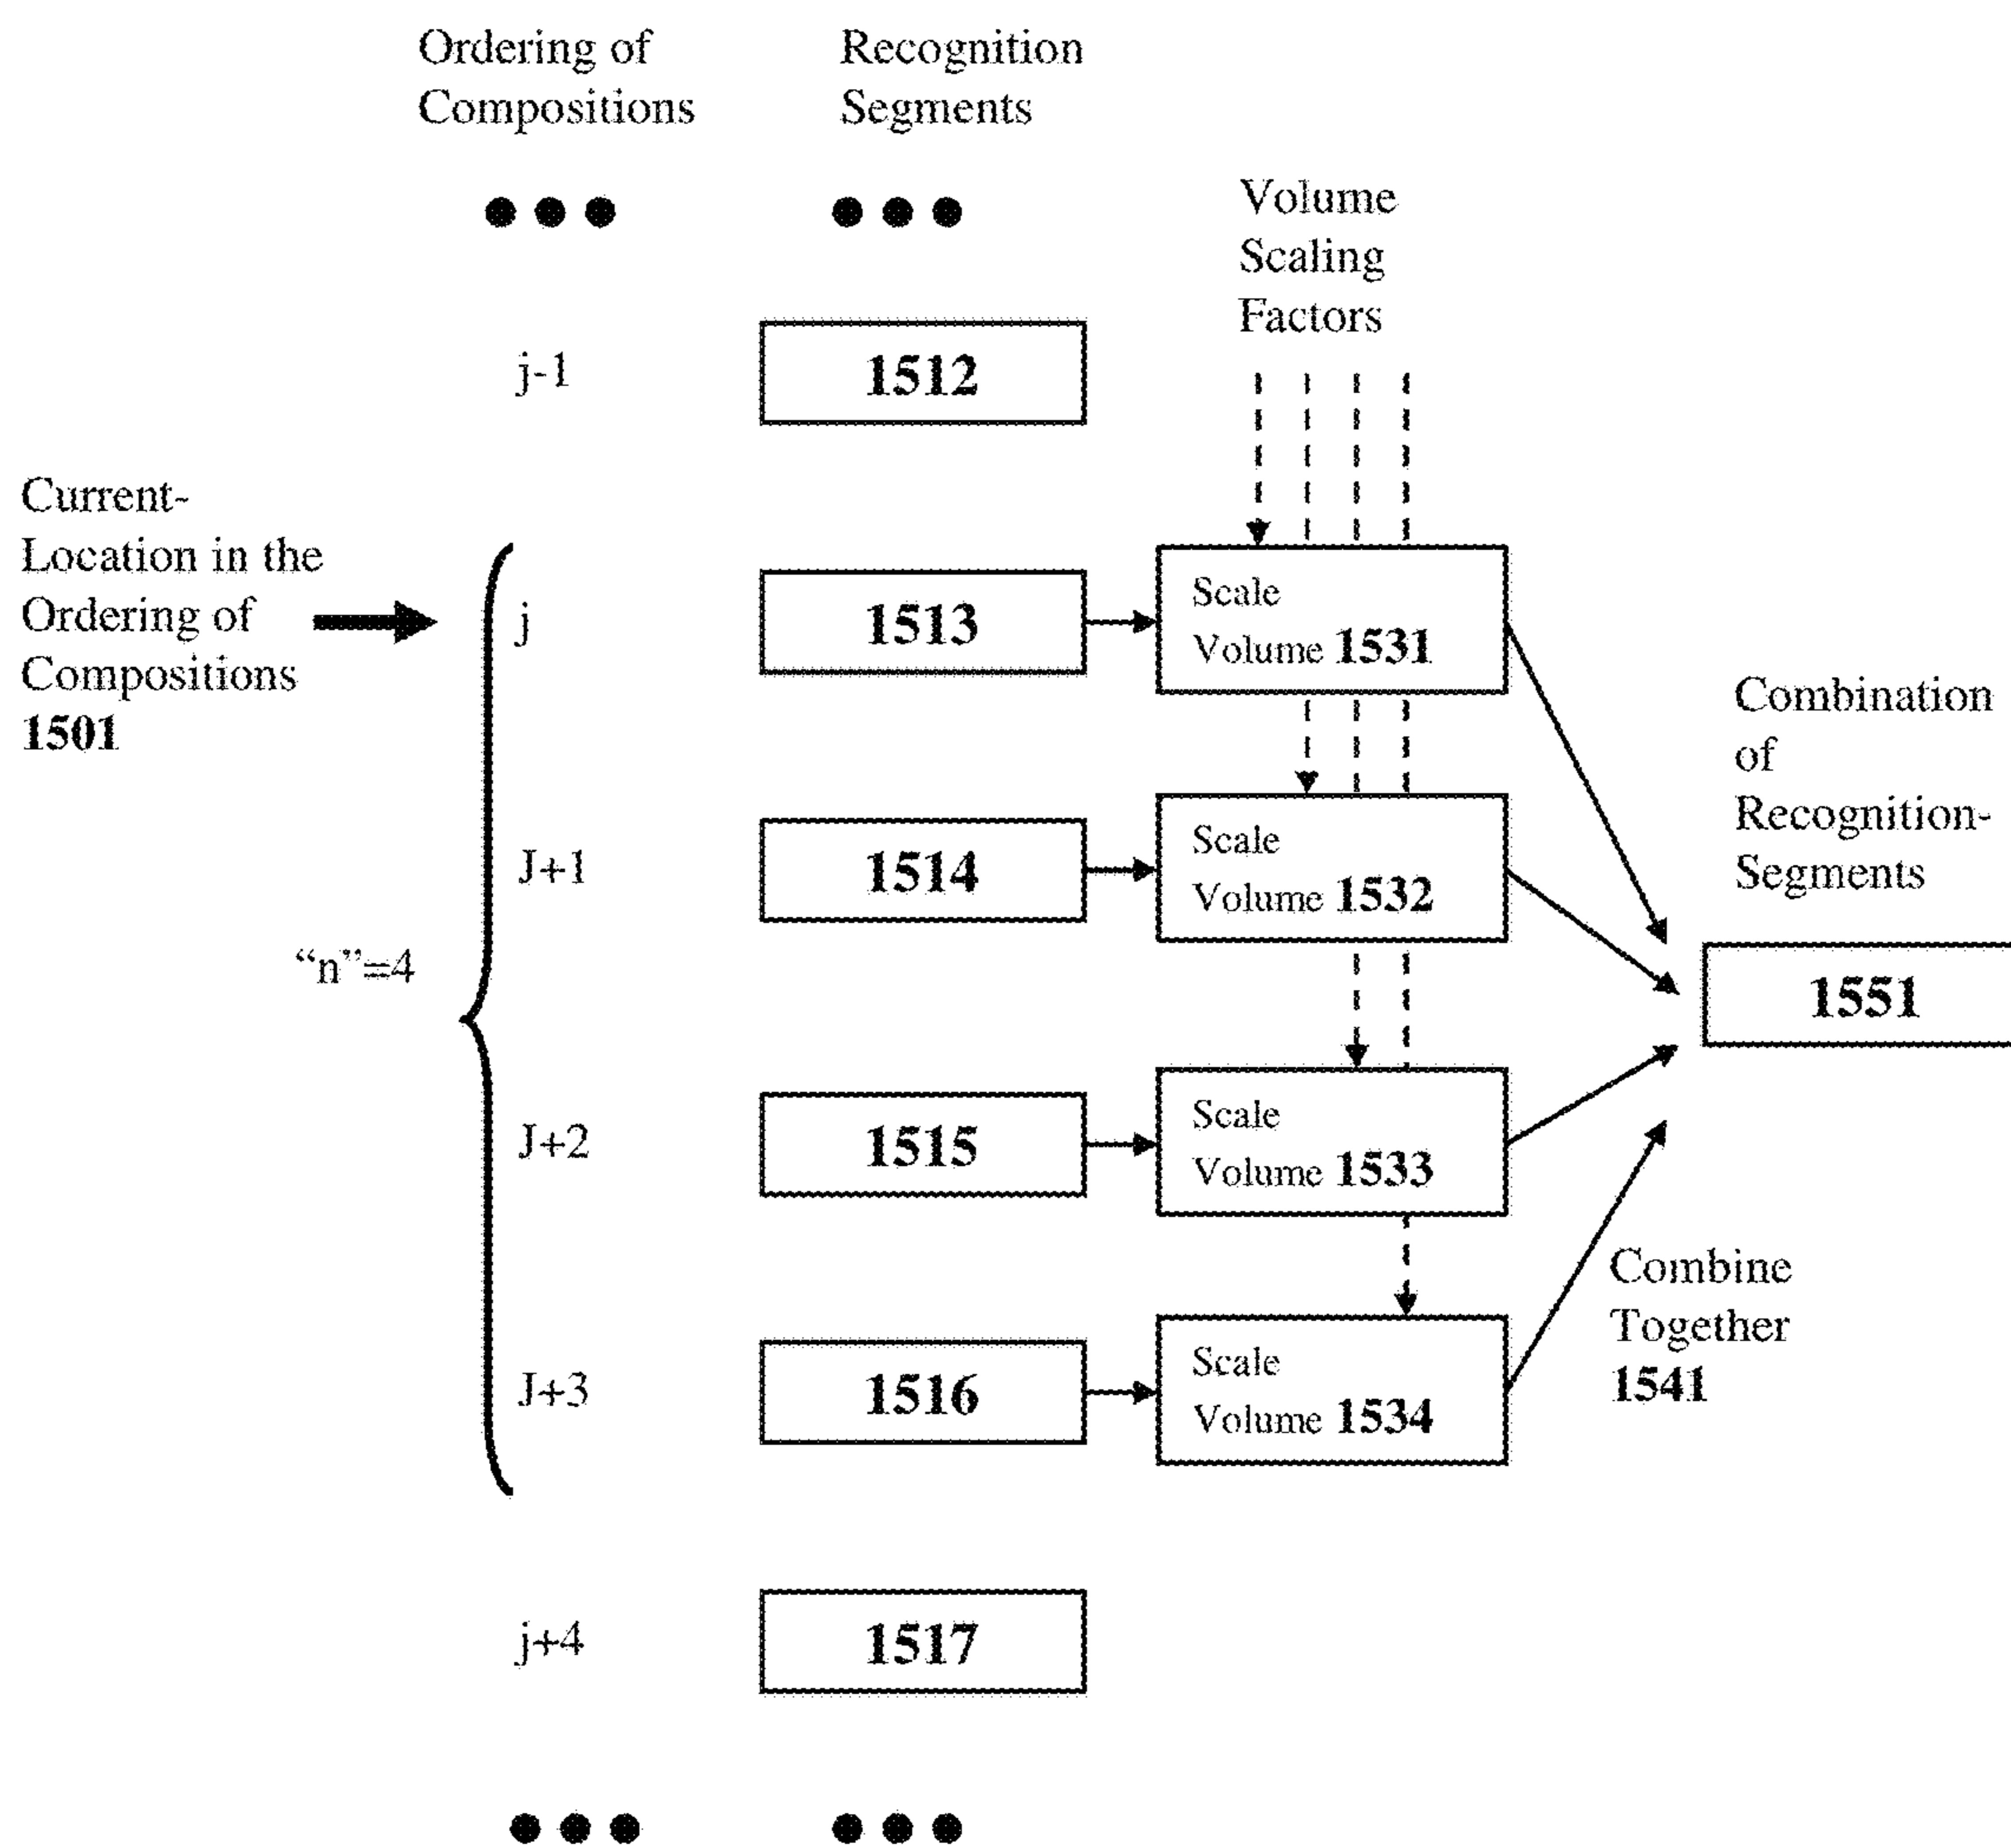 Ordering of
Compositions
Recognition
Segments
Volume
Scaling
Factors
j-1
1512
Current-
Location in the
Ordering of
Compositions
1501
j
1513
Scale
Volume 1531
Combination
of
Recognition-
Segments
J+1
1514
Scale
Volume 1532
"n"=4
1551
J+2
1515
Scale
Volume 1533
Combine
Together
1541
J+3
1516
Scale
Volume 1534
j+4
1517